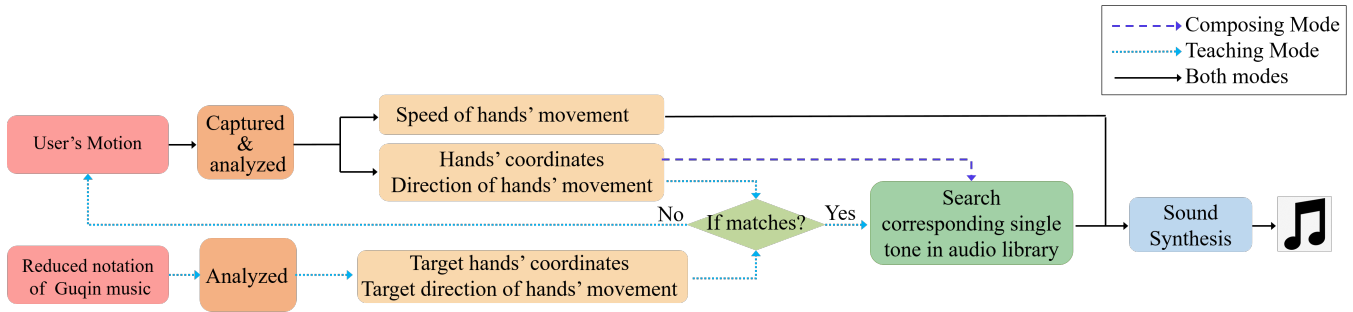 Composing Mode
Teaching Mode
Both modes
User's Motion
Captured
&
analyzed
Speed of hands' movement
Hands' coordinates
Direction of hands' movement
No
If matches?
Yes
Search
corresponding single
tone in audio library
Sound
Synthesis
Reduced notation
of Guqin music
Analyzed
Target hands' coordinates
Target direction of hands' movement